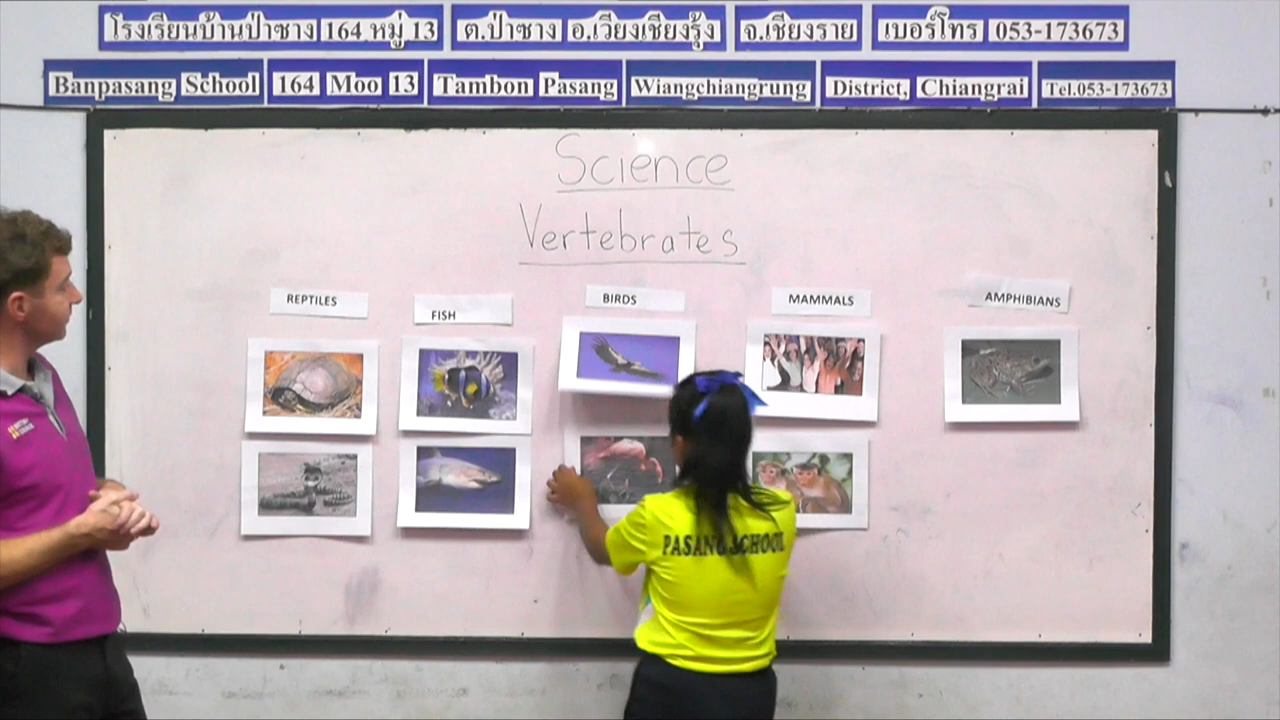 โรงเรียนบ้านป่าซาง 164 หมู่ 13 ต.ป่าซาง อ.เวียงเชียงรุ้ง จ.เชียงราย เบอร์โทร 053-173673
Banpasang School 164 Moo 13 Tambon Pasang Wiangchiangrung District, Chiangrai Tel.053-173673
Science
Vertebrates
REPTILES
FISH
BIRDS
MAMMALS
AMPHIBIANS
PASANG SCHOOL